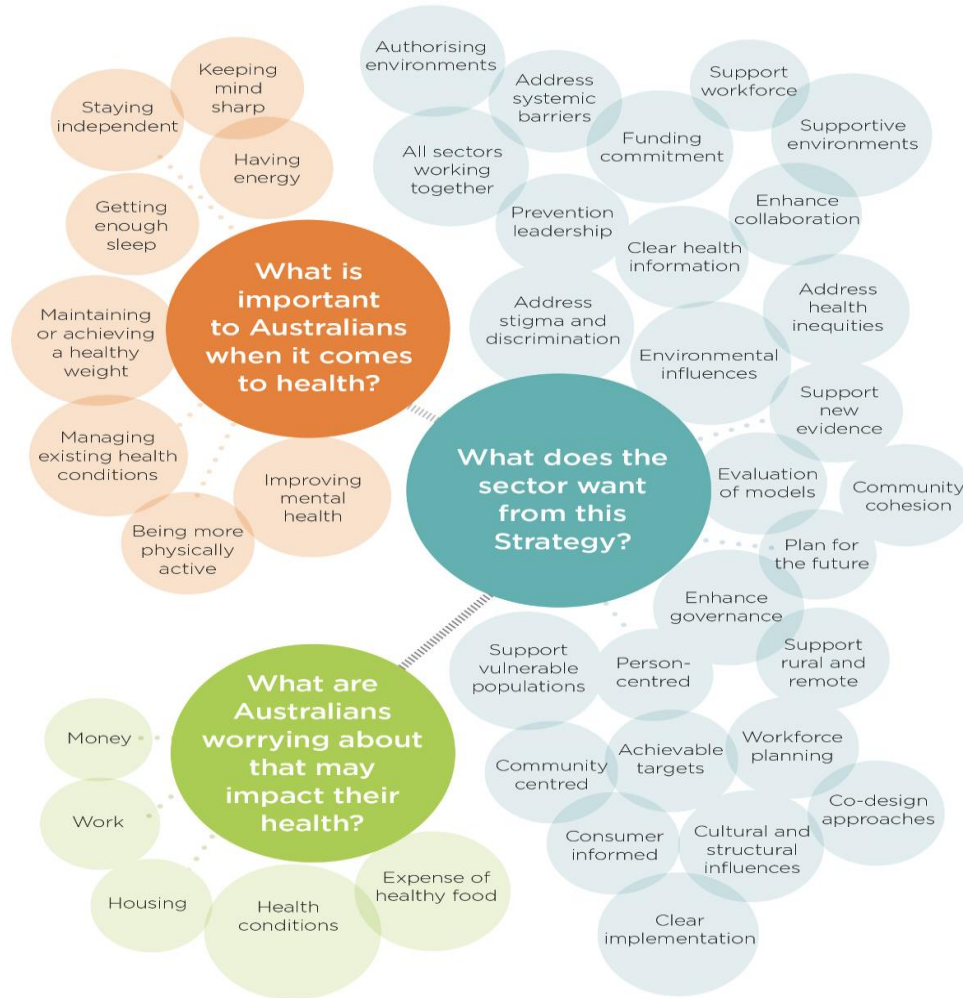 Keeping
mind
sharp
Staying
independent
Having
energy
Getting
enough
sleep
What is
important
to Australians
when it comes
to health?
Maintaining
or achieving
a healthy
weight
Managing
existing health
conditions
Improving
mental
health
Being more
physically
active
Authorising
environments
Address
systemic
barriers
Support
workforce
Funding
commitment
Supportive
environments
All sectors
working
together
Prevention
leadership
Enhance
collaboration
Clear health
information
Address
stigma and
discrimination
Address
health
inequities
Environmental
influences
Support
new
evidence
What does the
sector want
from this
Strategy?
Evaluation
of models
Community
cohesion
Plan for
the future
Enhance
governance
Support
vulnerable
populations
Person-
centred
Support
rural and
remote
Workforce
planning
Achievable
targets
Community
centred
Co-design
approaches
Consumer
informed
Cultural and
structural
influences
Clear
implementation
What are
Australians
worrying about
that may
impact their
health?
Money
Work
Housing
Health
conditions
Expense of
healthy food